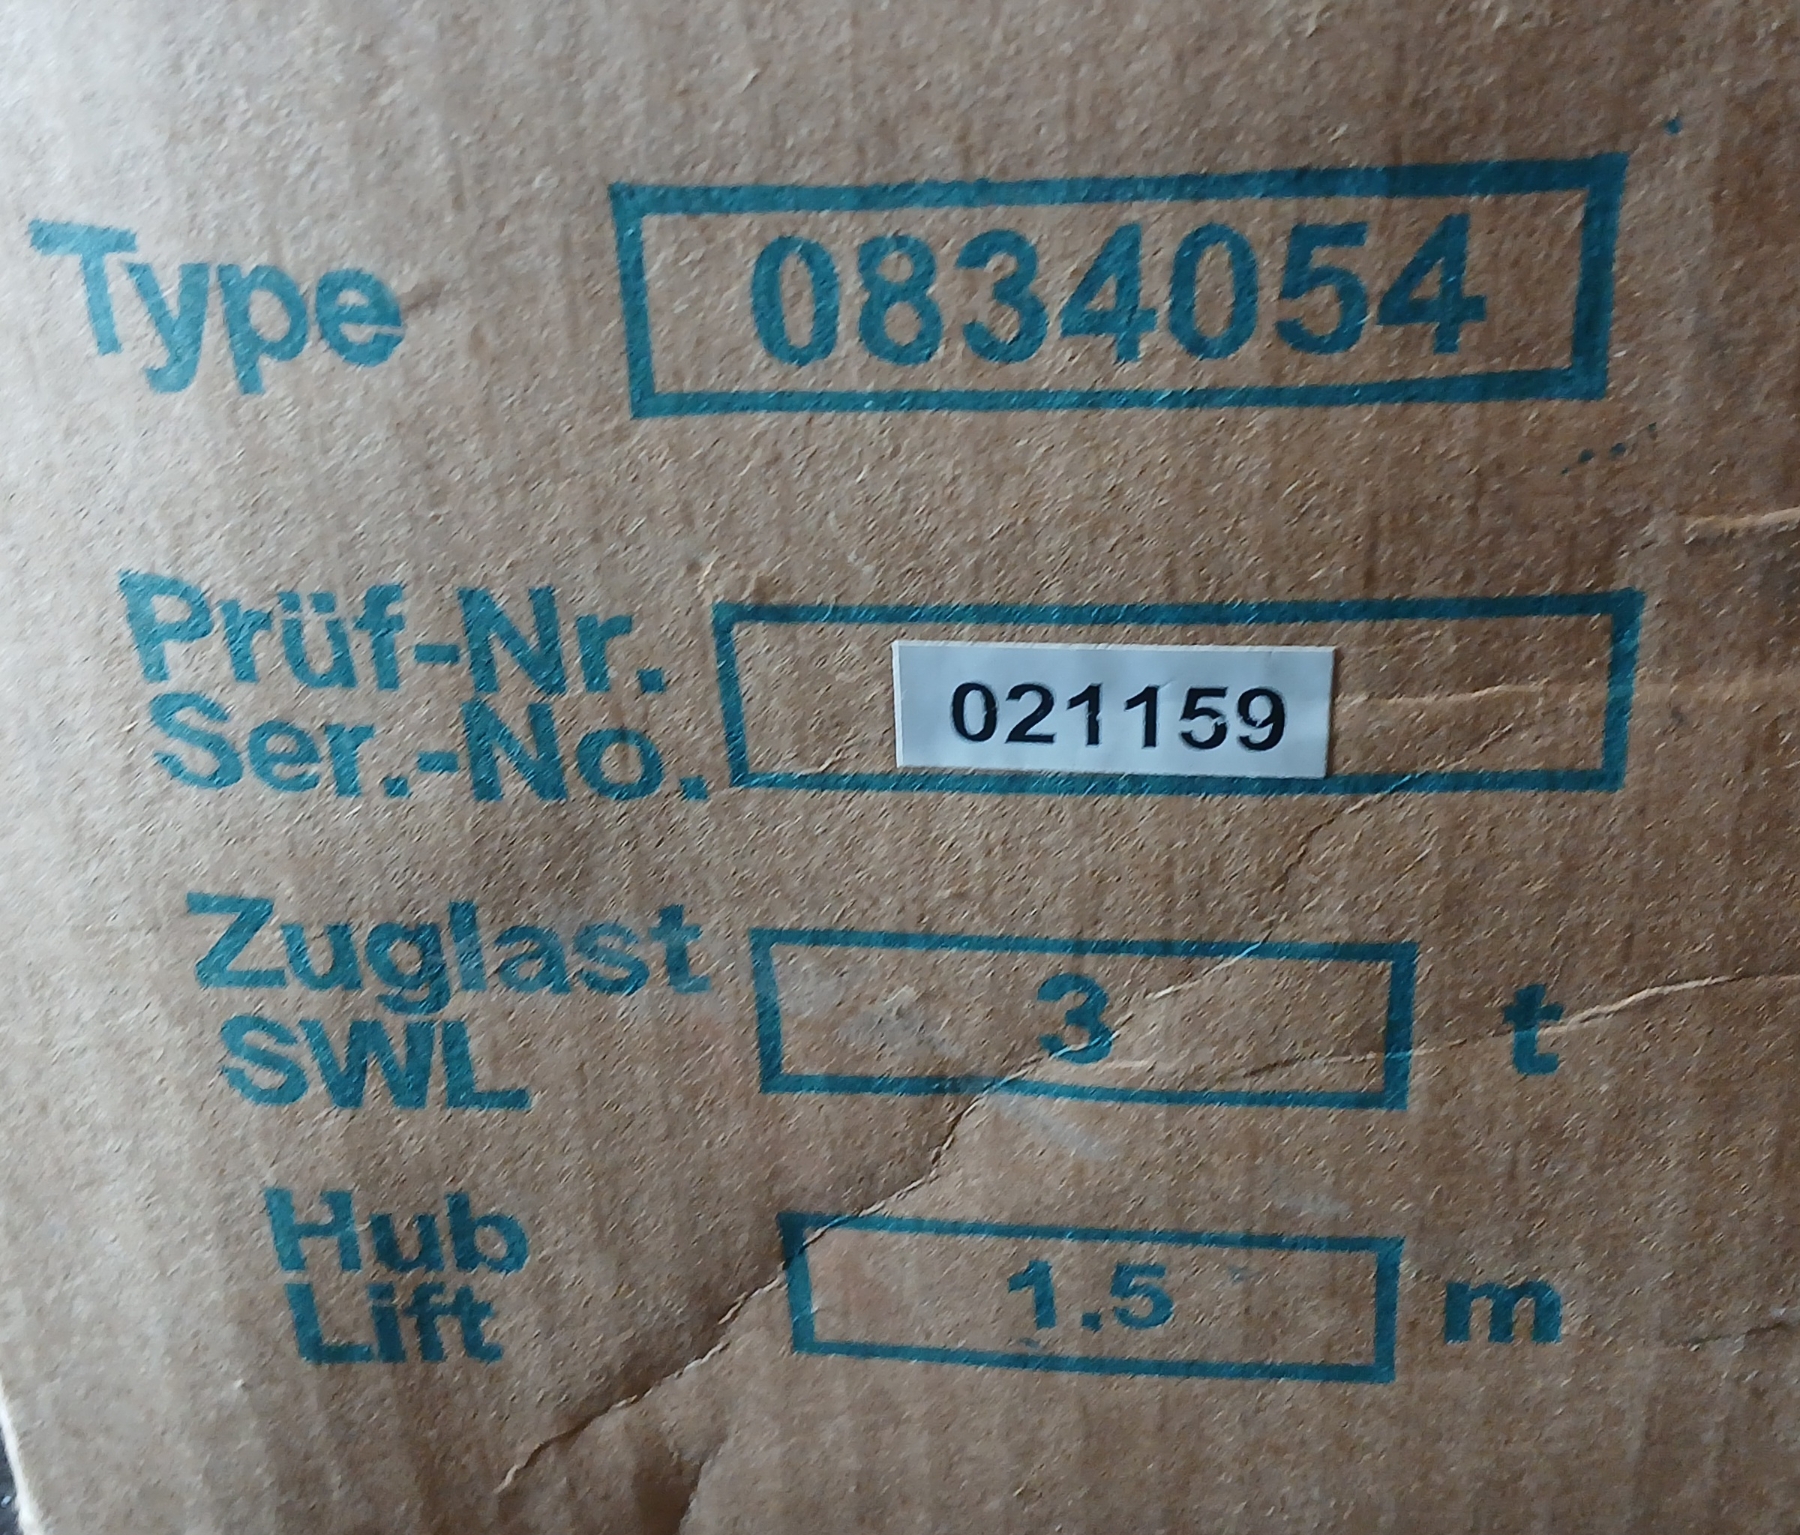 Type 0834054
Prüf-Nr.
Ser.-No. 021159
Zuglast
SWL 3 t
Hub
Lift 1.5 m